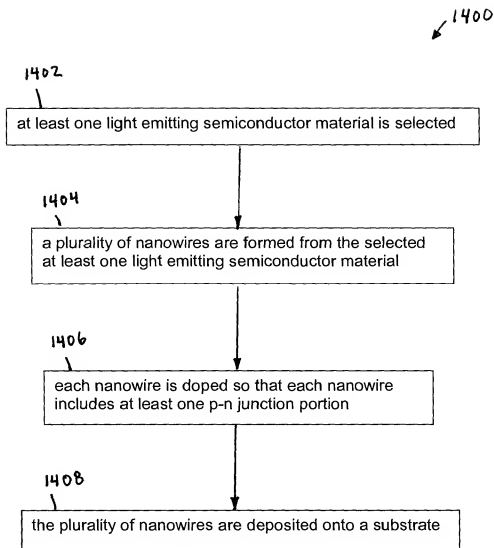 1400
1402
at least one light emitting semiconductor material is selected
1404
a plurality of nanowires are formed from the selected
at least one light emitting semiconductor material
1406
each nanowire is doped so that each nanowire
includes at least one p-n junction portion
1408
the plurality of nanowires are deposited onto a substrate